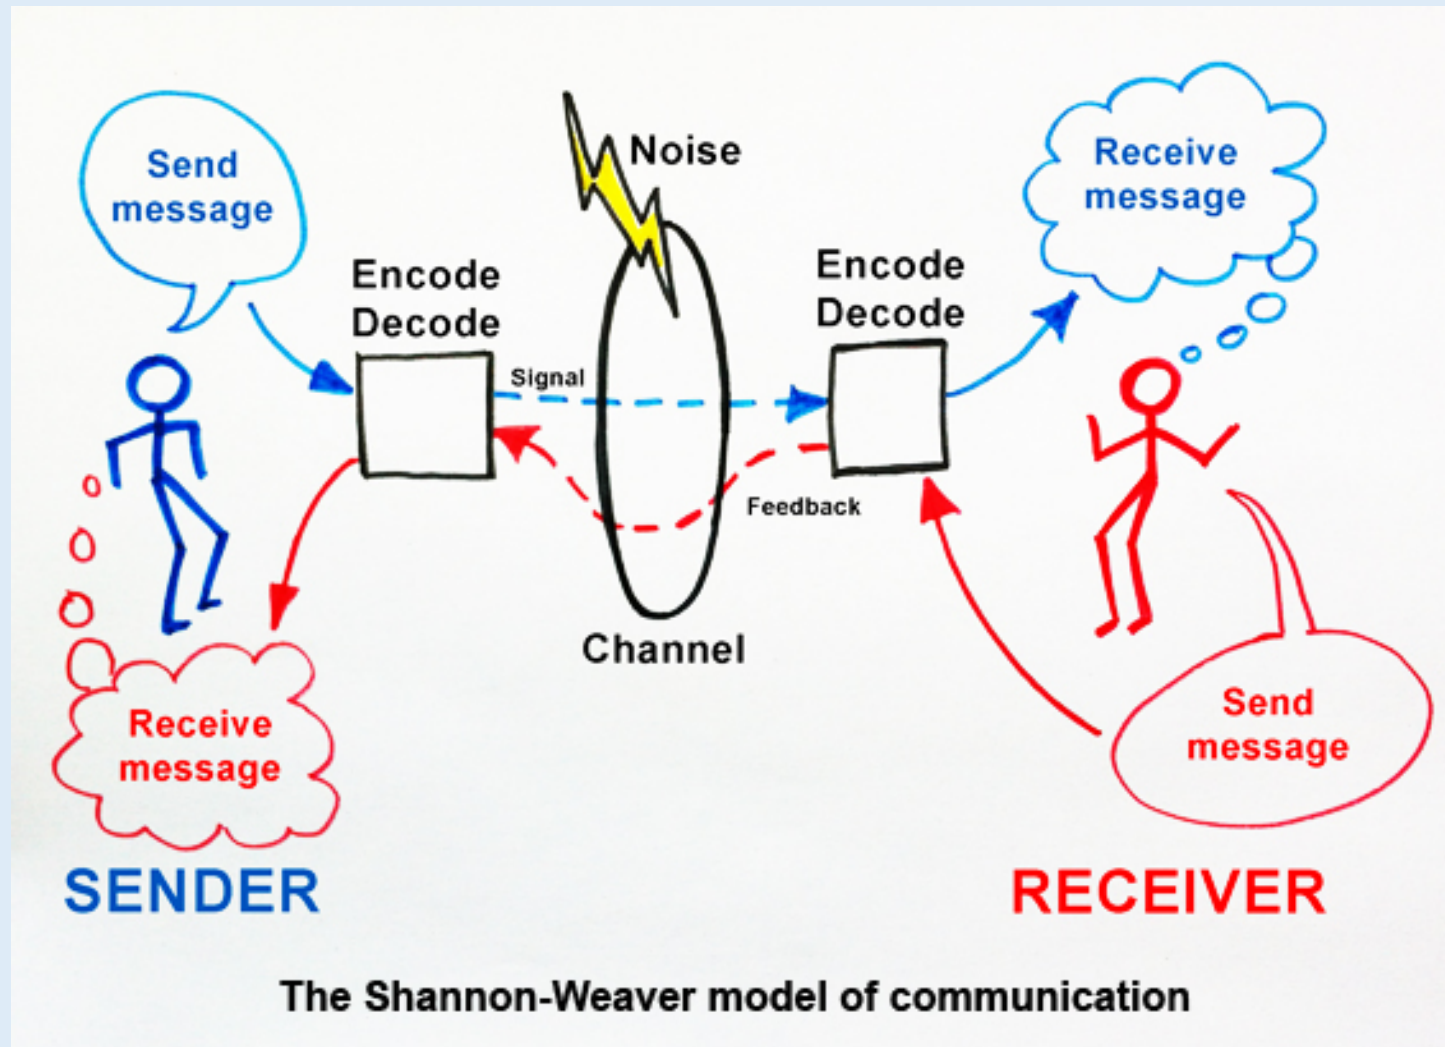 Send
message
Noise
Receive
message
Encode
Decode
Encode
Decode
Signal
Feedback
Channel
Receive
message
Send
message
SENDER
RECEIVER
The Shannon-Weaver model of communication